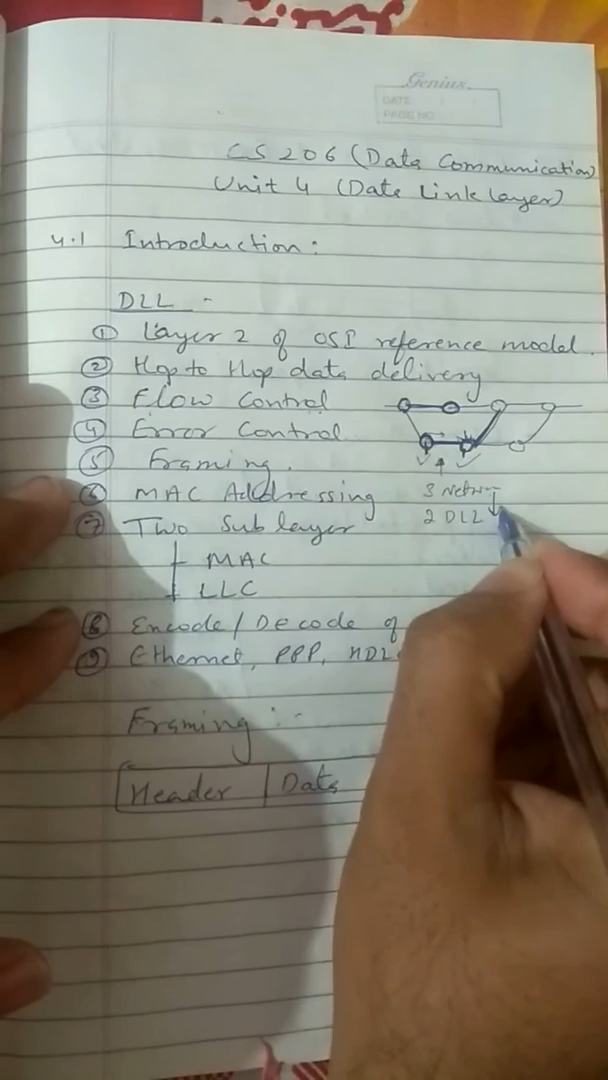 Genius
DATE
PAGE NO
CS 206 (Data Communication)
Unit 4 (Data Link layer)
4.1 Introduction :
DLL -
① Layer 2 of OSI reference model.
② Hop to Hop data delivery
③ Flow Control
④ Error Control
⑤ Framing.
⑥ MAC Addressing
3 Netw
⑦ Two Sub layer
2 DLL
MAC
LLC
⑧ Encode / Decode of
⑨ Ethernet, PPP, HDL
Framing :-
Header | Data